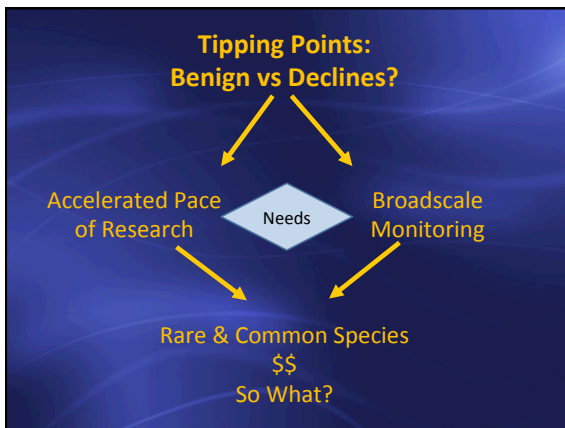 Tipping Points:
Benign vs Declines?
Accelerated Pace
of Research
Needs
Broadscale
Monitoring
Rare & Common Species
$$
So What?